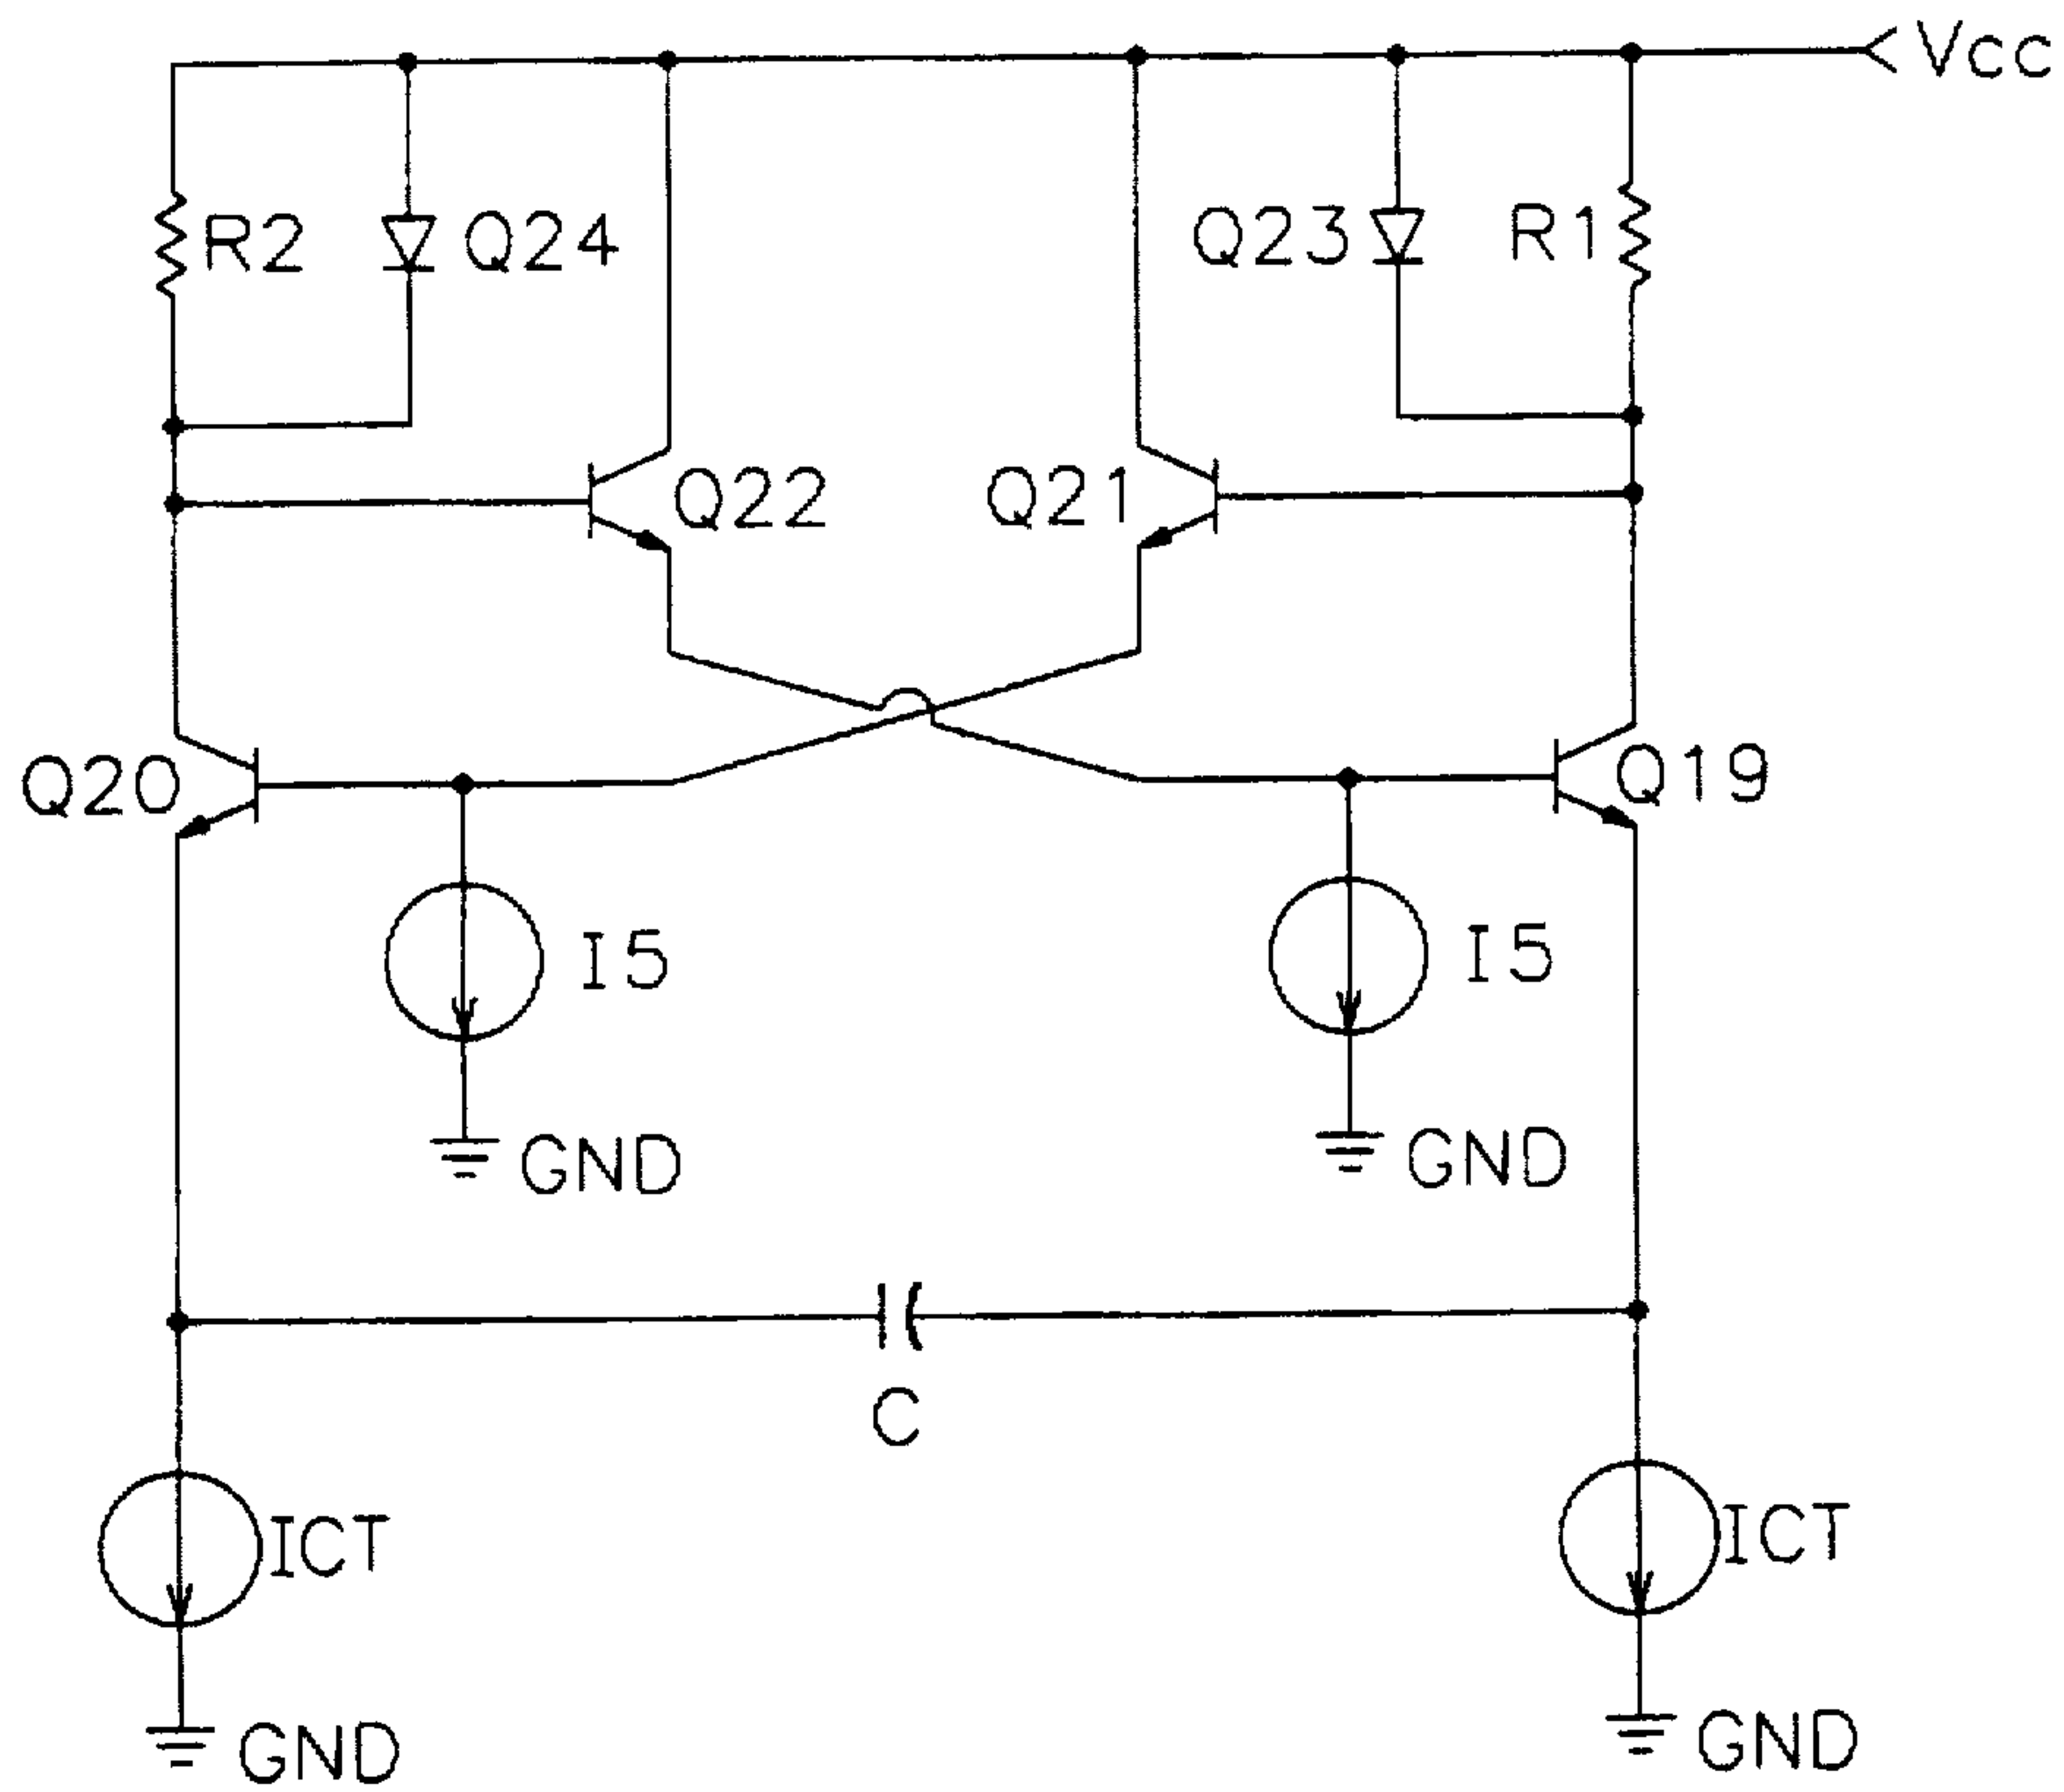 Vcc
R2
Q24
Q23
R1
Q22
Q21
Q20
Q19
I5
I5
GND
GND
C
ICT
ICT
GND
GND